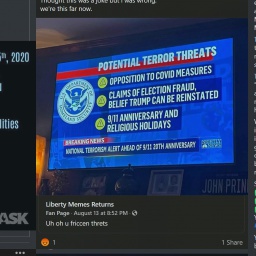 Thought this was a joke but I was wrong.
we're this far now.
5th, 2020
POTENTIAL TERROR THREATS
OPPOSITION TO COVID MEASURES
CLAIMS OF ELECTION FRAUD,
BELIEF TRUMP CAN BE REINSTATED
9/11 ANNIVERSARY AND
RELIGIOUS HOLIDAYS
BREAKING NEWS
NATIONAL TERRORISM ALERT AHEAD OF 9/11 20TH ANNIVERSARY
JOHN PRIN
lities
ASK
Liberty Memes Returns
Fan Page · August 13 at 8:52 PM ·
Uh oh u friccen threts
1
1 Share